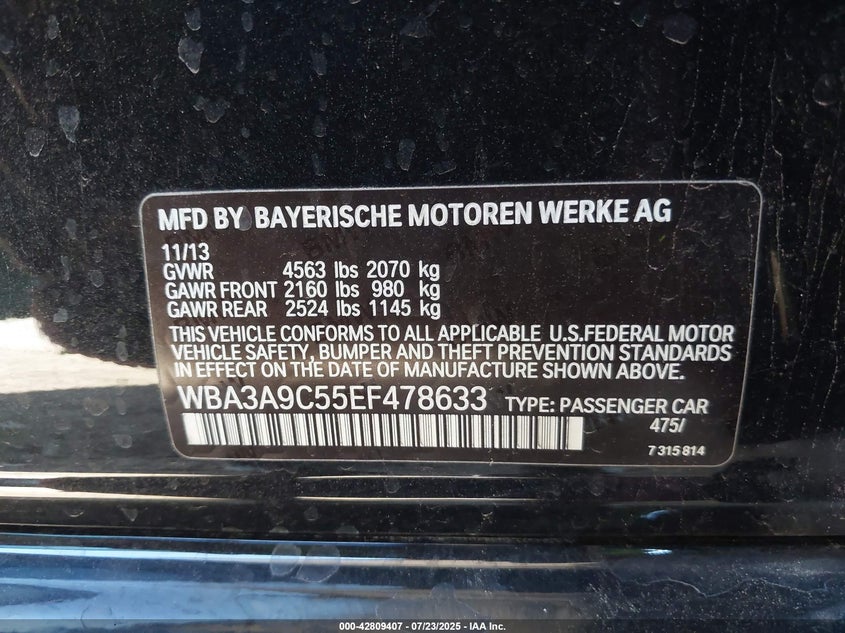 MFD BY BAYERISCHE MOTOREN WERKE AG
11/13
GVWR 4563 lbs 2070 kg
GAWR FRONT 2160 lbs 980 kg
GAWR REAR 2524 lbs 1145 kg
THIS VEHICLE CONFORMS TO ALL APPLICABLE U.S.FEDERAL MOTOR
VEHICLE SAFETY, BUMPER AND THEFT PREVENTION STANDARDS
IN EFFECT ON THE DATE OF MANUFACTURE SHOWN ABOVE.
WBA3A9C55EF478633 TYPE: PASSENGER CAR
475/
7315814
000-42809407 - 07/23/2025 - IAA Inc.